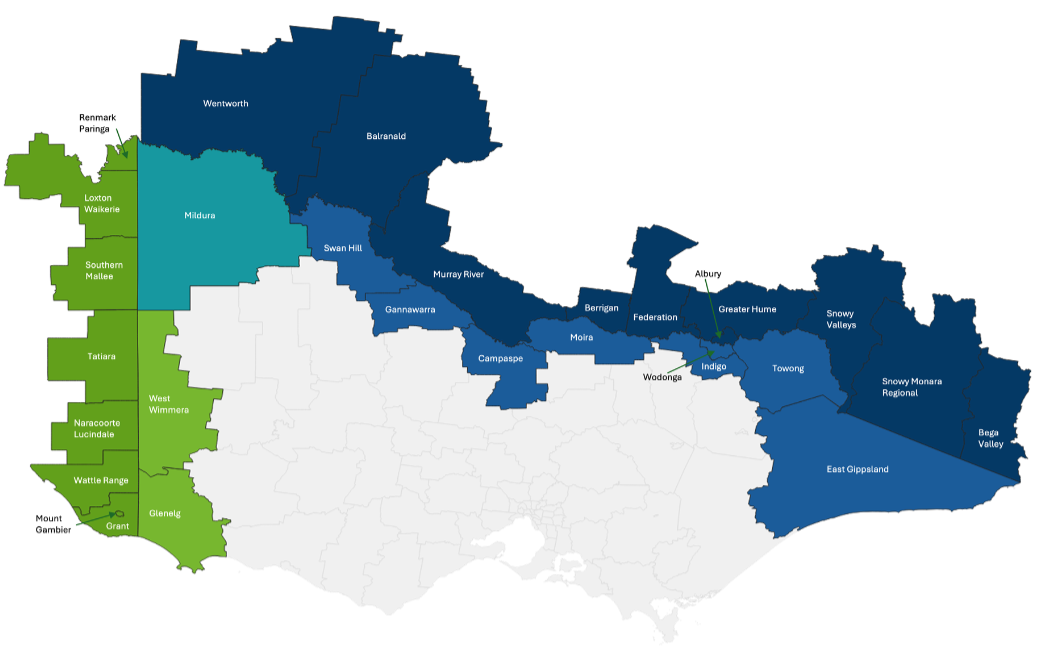 Wentworth
Renmark
Paringa
Balranald
Loxton
Waikerie
Mildura
Swan Hill
Southern
Mallee
Murray River
Albury
Gannawarra
Berrigan
Federation
Greater Hume
Snowy
Valleys
Moira
Tatiara
Campaspe
Wodonga
Indigo
Towong
Snowy Monara
Regional
West
Wimmera
Naracoorte
Lucindale
Bega
Valley
East Gippsland
Wattle Range
Mount
Gambier
Grant
Glenelg